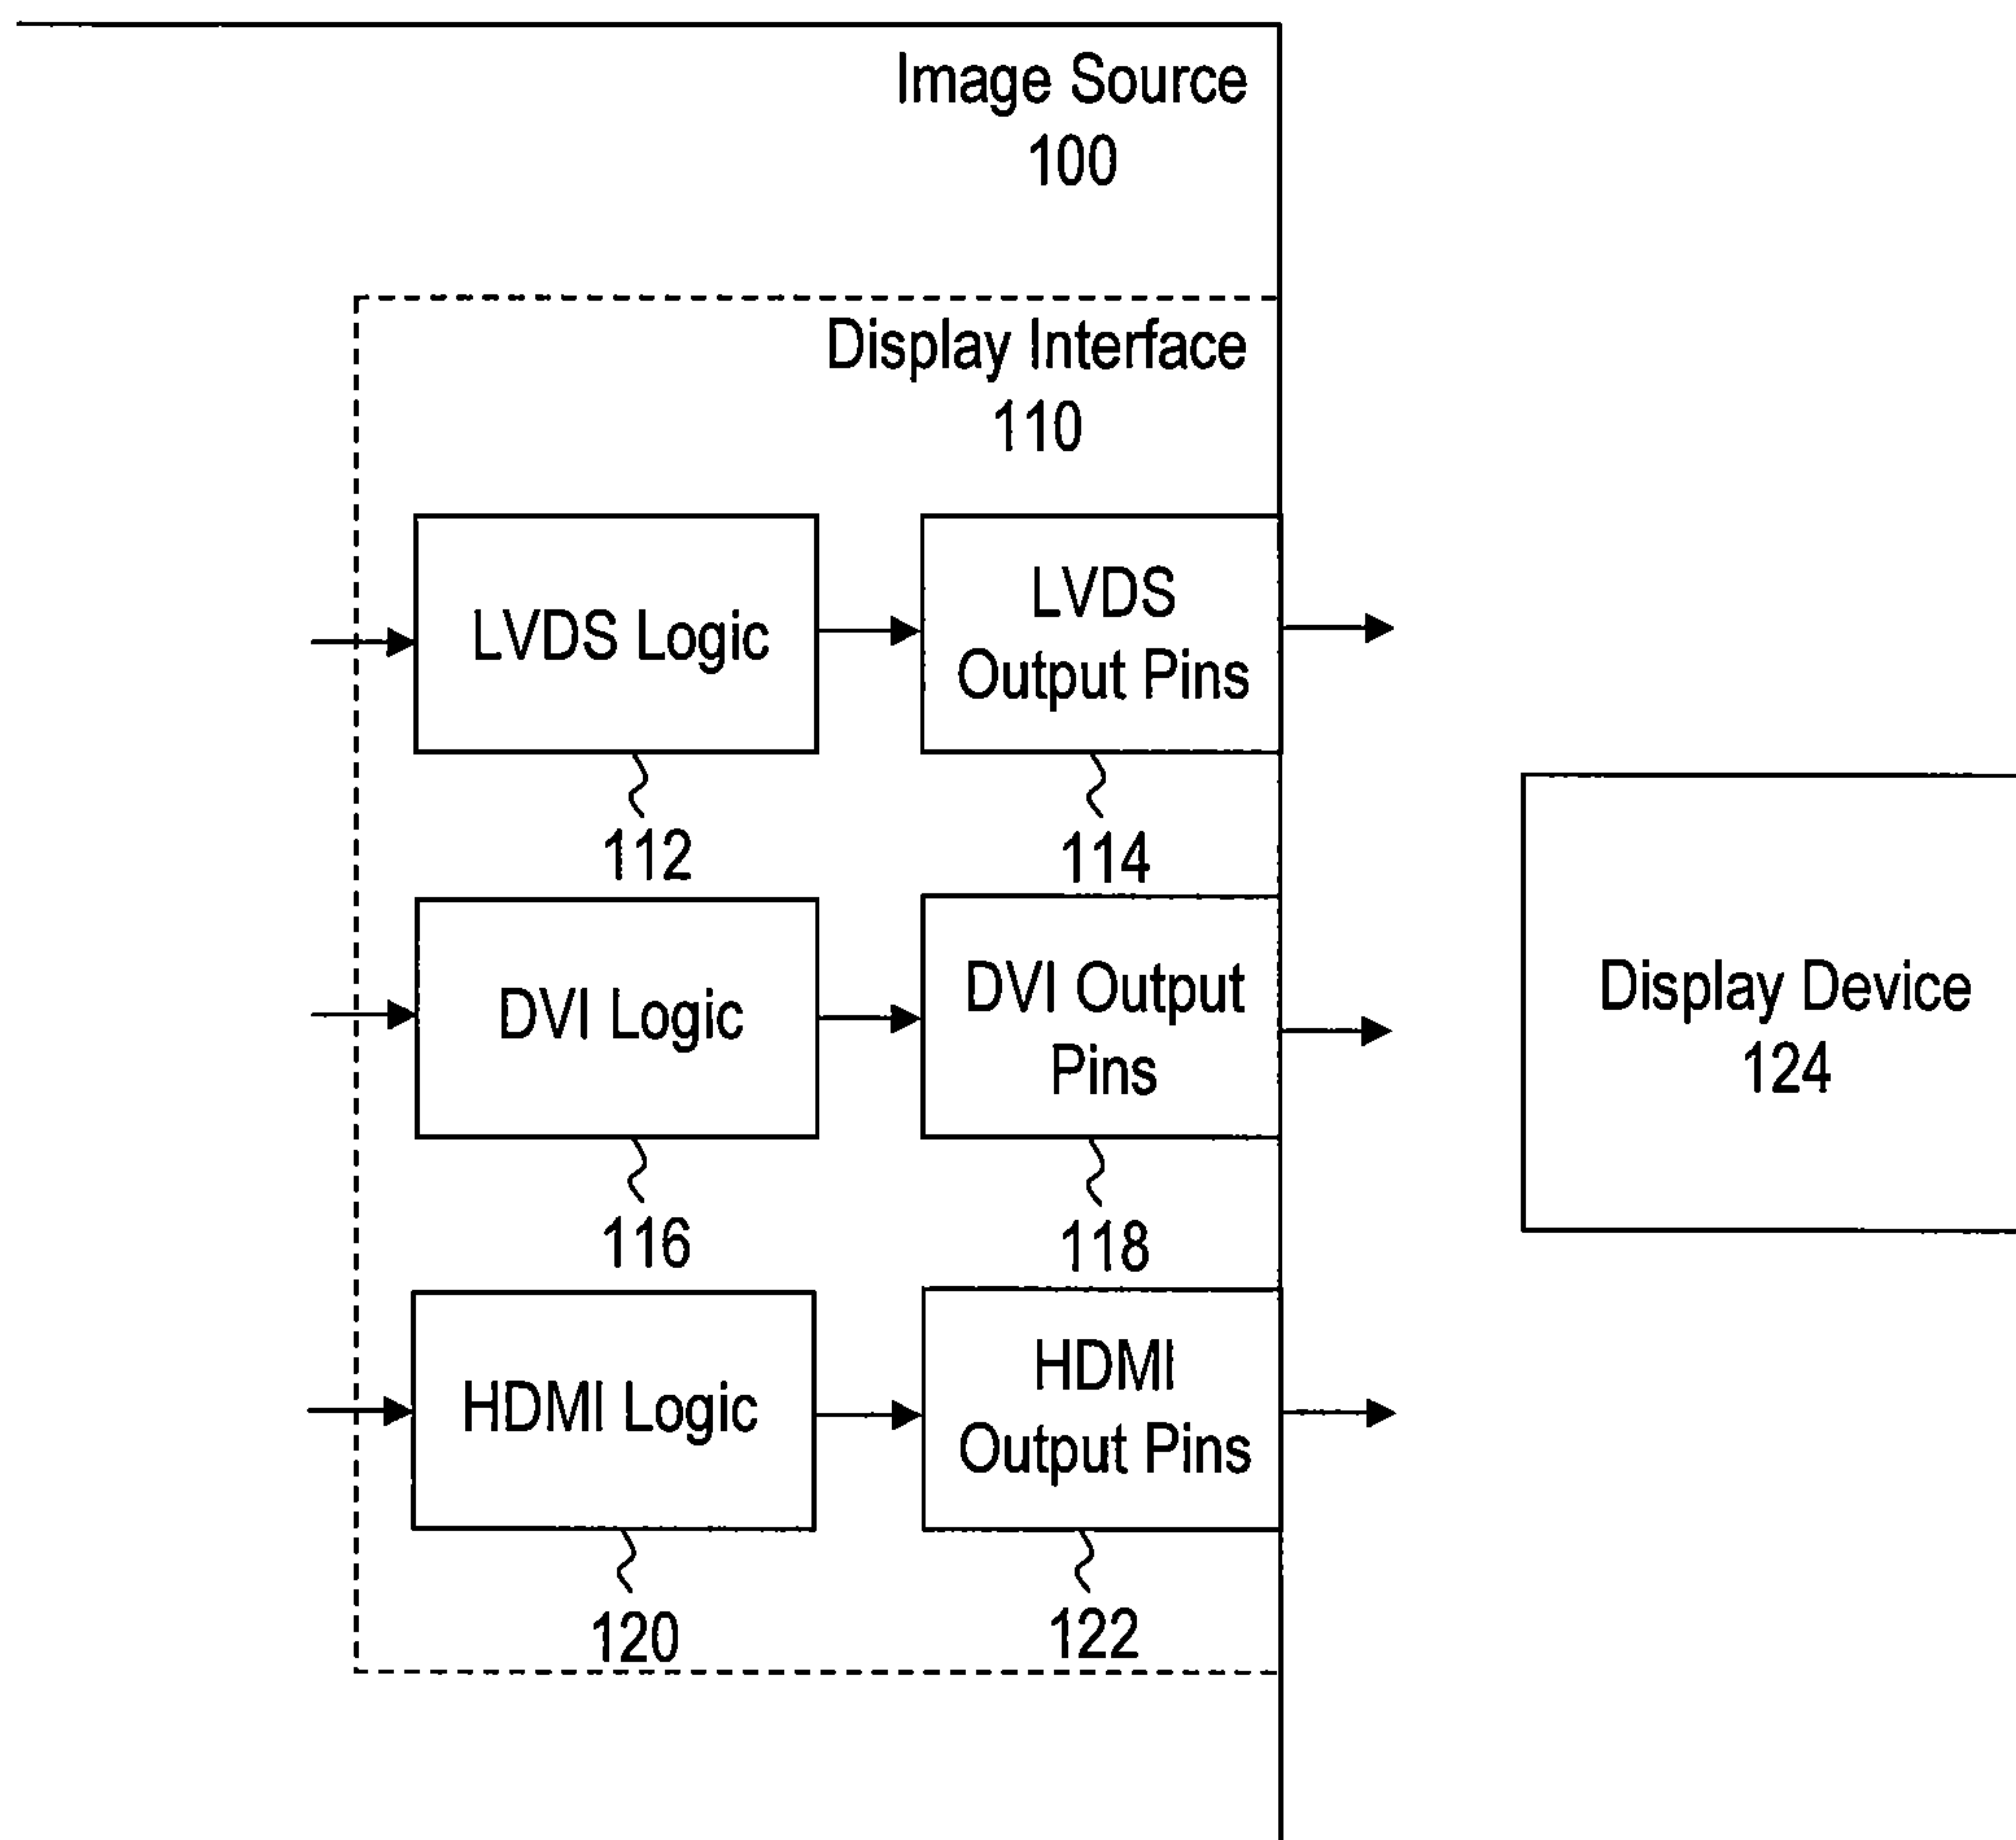 Image Source
100
Display Interface
110
LVDS Logic
LVDS
Output Pins
112
114
DVI Logic
DVI Output
Pins
Display Device
124
116
118
HDMI Logic
HDMI
Output Pins
120
122